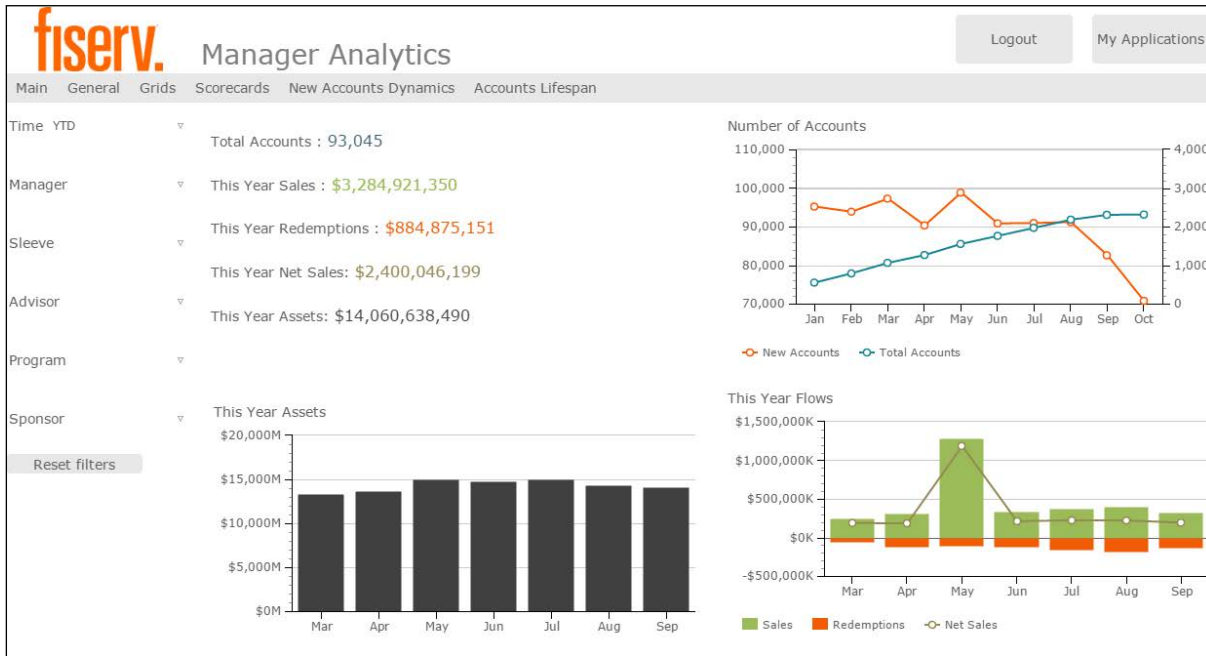 fiserv.
Manager Analytics
Logout
My Applications
Main General Grids Scorecards New Accounts Dynamics Accounts Lifespan
Time YTD
Manager
Sleeve
Advisor
Program
Sponsor
Reset filters
Total Accounts : 93,045
This Year Sales : $3,284,921,350
This Year Redemptions : $884,875,151
This Year Net Sales: $2,400,046,199
This Year Assets: $14,060,638,490
Number of Accounts
110,000 4,000
100,000 3,000
90,000 2,000
80,000 1,000
70,000 0
Jan Feb Mar Apr May Jun Jul Aug Sep Oct
New Accounts Total Accounts
This Year Assets
$20,000M
$15,000M
$10,000M
$5,000M
$0M
Mar Apr May Jun Jul Aug Sep
This Year Flows
$1,500,000K
$1,000,000K
$500,000K
$0K
-$500,000K
Mar Apr May Jun Jul Aug Sep
Sales Redemptions Net Sales